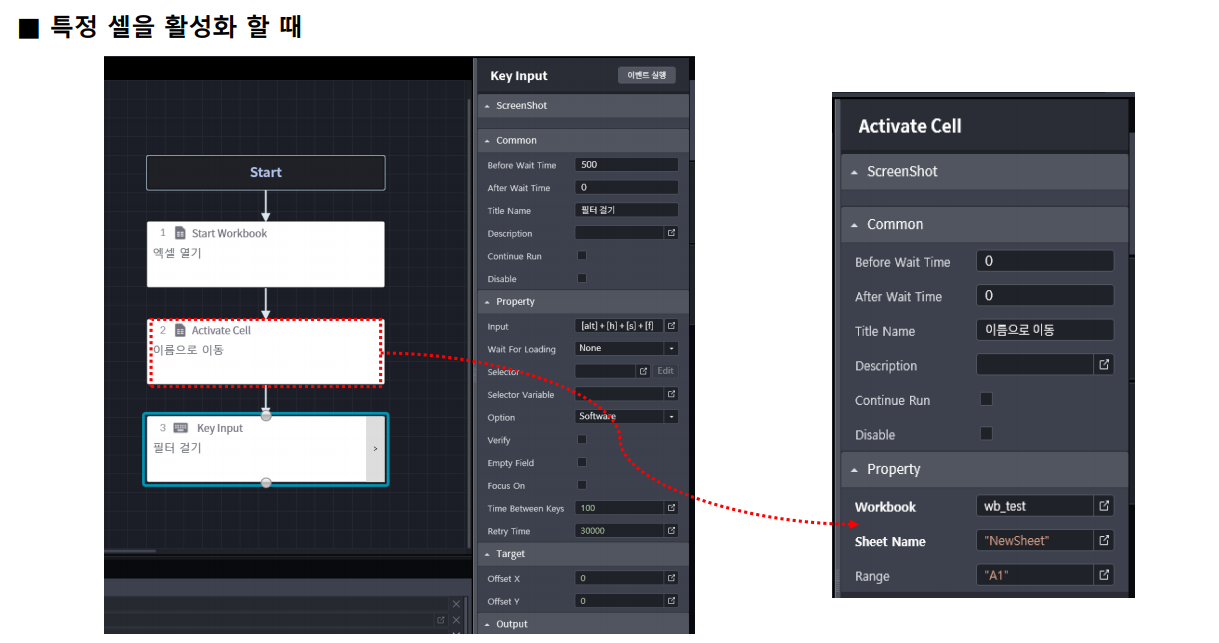 ■ 특정 셀을 활성화 할 때
Start
1 Start Workbook
엑셀 열기
2 Activate Cell
이름으로 이동
3 Key Input
필터 걸기
>
Key Input 이벤트 실행
ScreenShot
Common
Before Wait Time 500
After Wait Time 0
Title Name 필터 걸기
Description
Continue Run
Disable
Property
Input [alt] + [h] + [s] + [f]
Wait For Loading None
Selector Edit
Selector Variable
Option Software
Verify
Empty Field
Focus On
Time Between Keys 100
Retry Time 30000
Target
Offset X 0
Offset Y 0
Output
Activate Cell
ScreenShot
Common
Before Wait Time 0
After Wait Time 0
Title Name 이름으로 이동
Description
Continue Run
Disable
Property
Workbook wb_test
Sheet Name "NewSheet"
Range "A1"